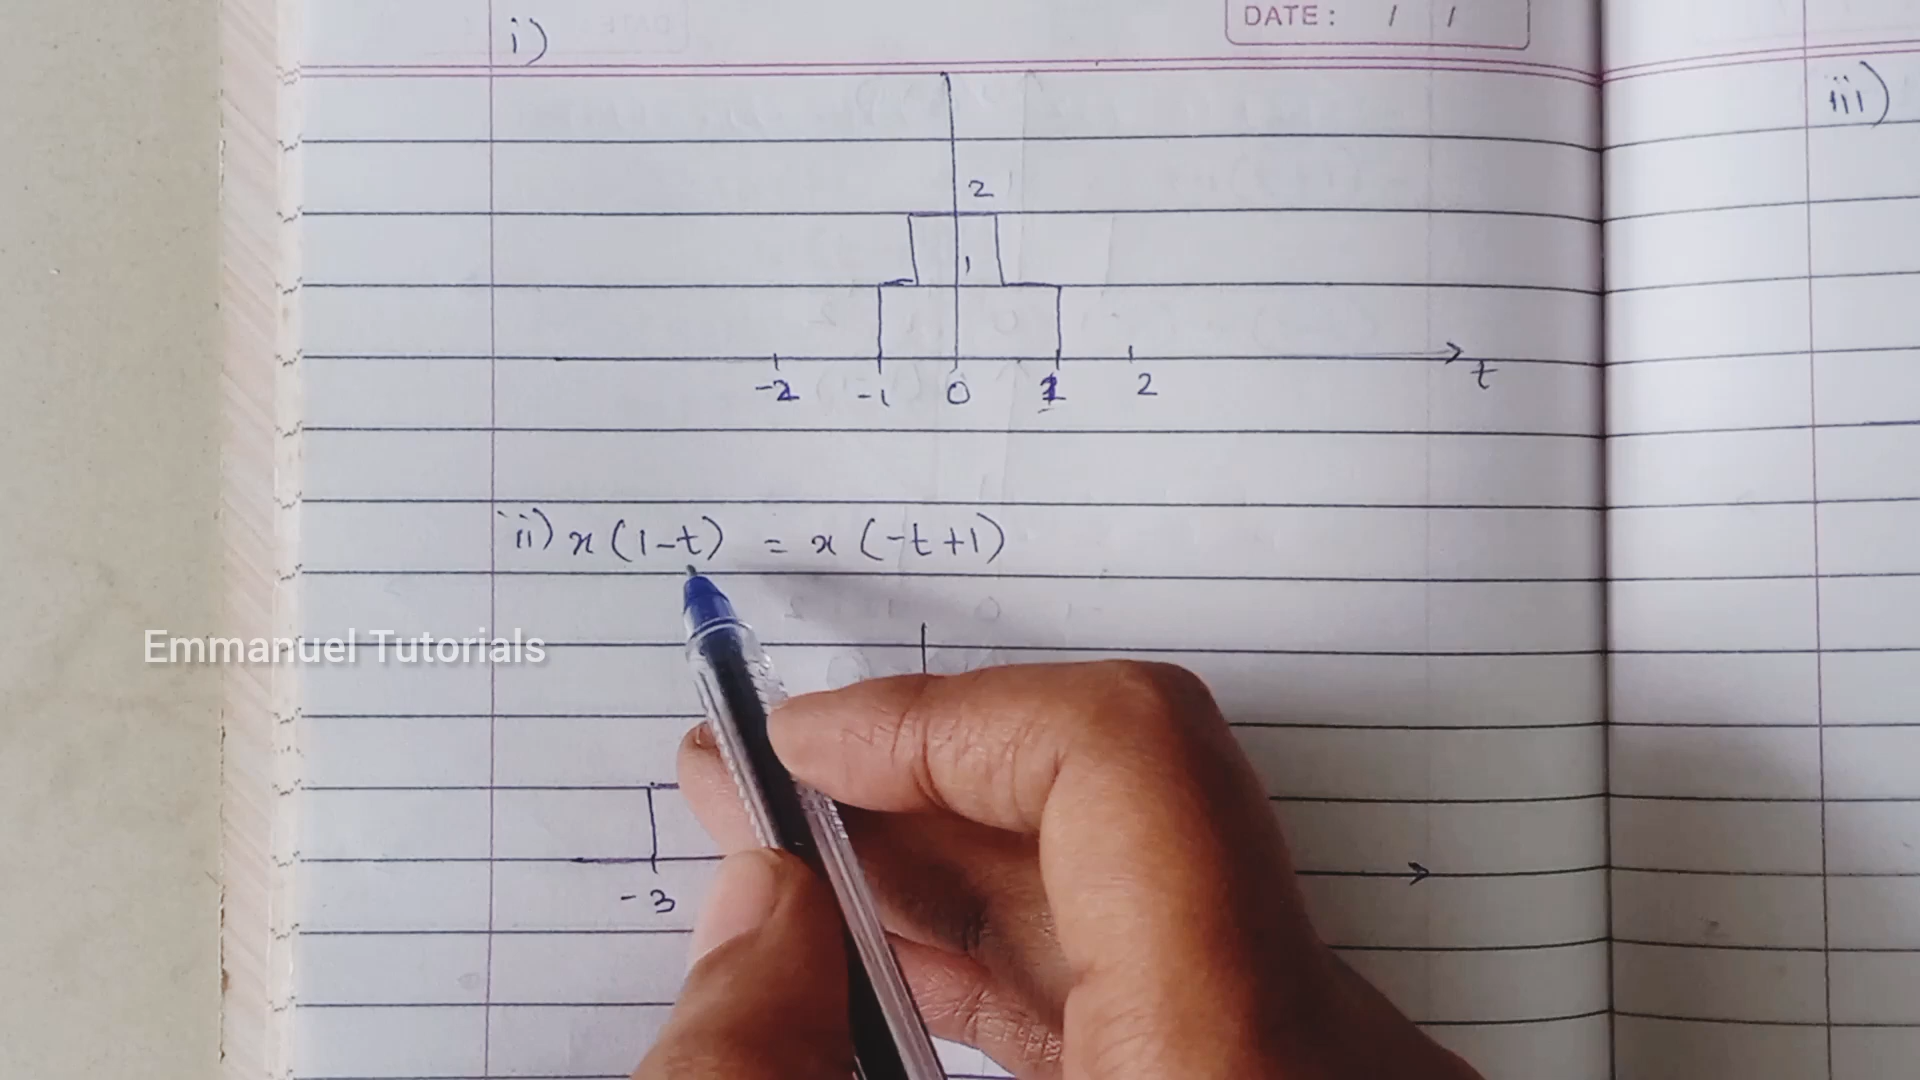 i)
DATE: / /
iii)
2
1
-2 -1 0 1 2 t
ii) x(1-t) = x(-t+1)
Emmanuel Tutorials
-3